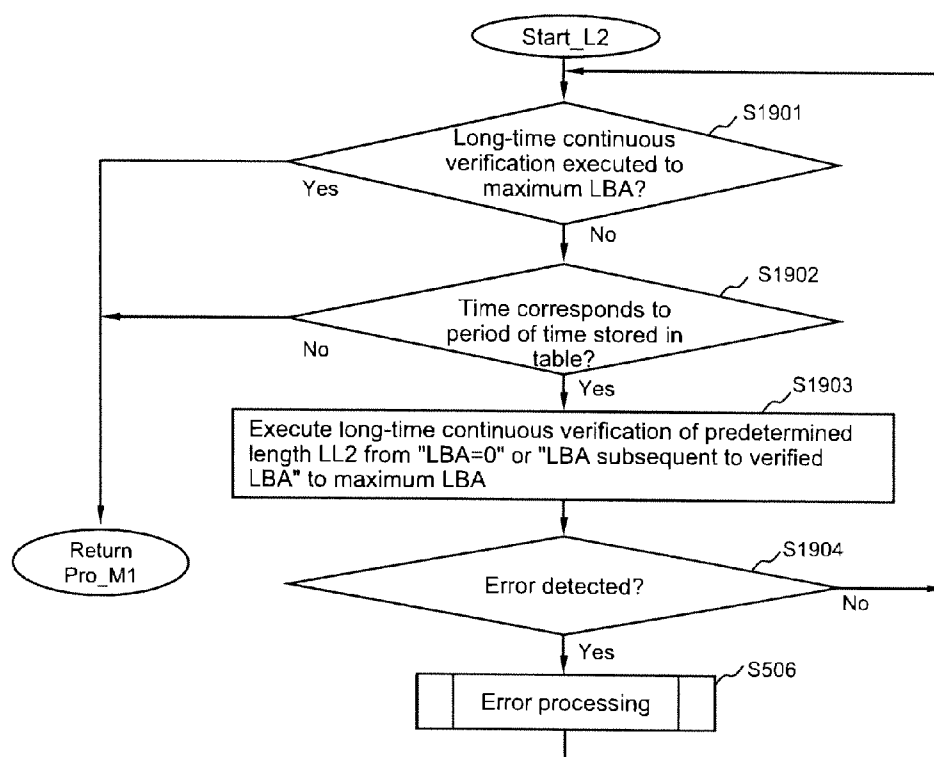 Start_L2
S1901
Long-time continuous
verification executed to
maximum LBA?
Yes
No
S1902
Time corresponds to
period of time stored in
table?
No
Yes
S1903
Execute long-time continuous verification of predetermined
length LL2 from "LBA=0" or "LBA subsequent to verified
LBA" to maximum LBA
Return
Pro_M1
S1904
Error detected?
No
Yes
S506
Error processing